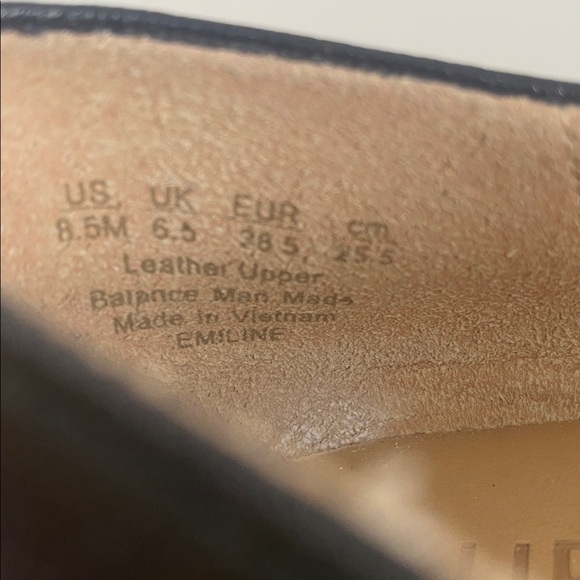 US UK EUR cm
8.5M 6.5 38.5 25.5
Leather Upper
Balance Man Made
Made in Vietnam
EMILINE